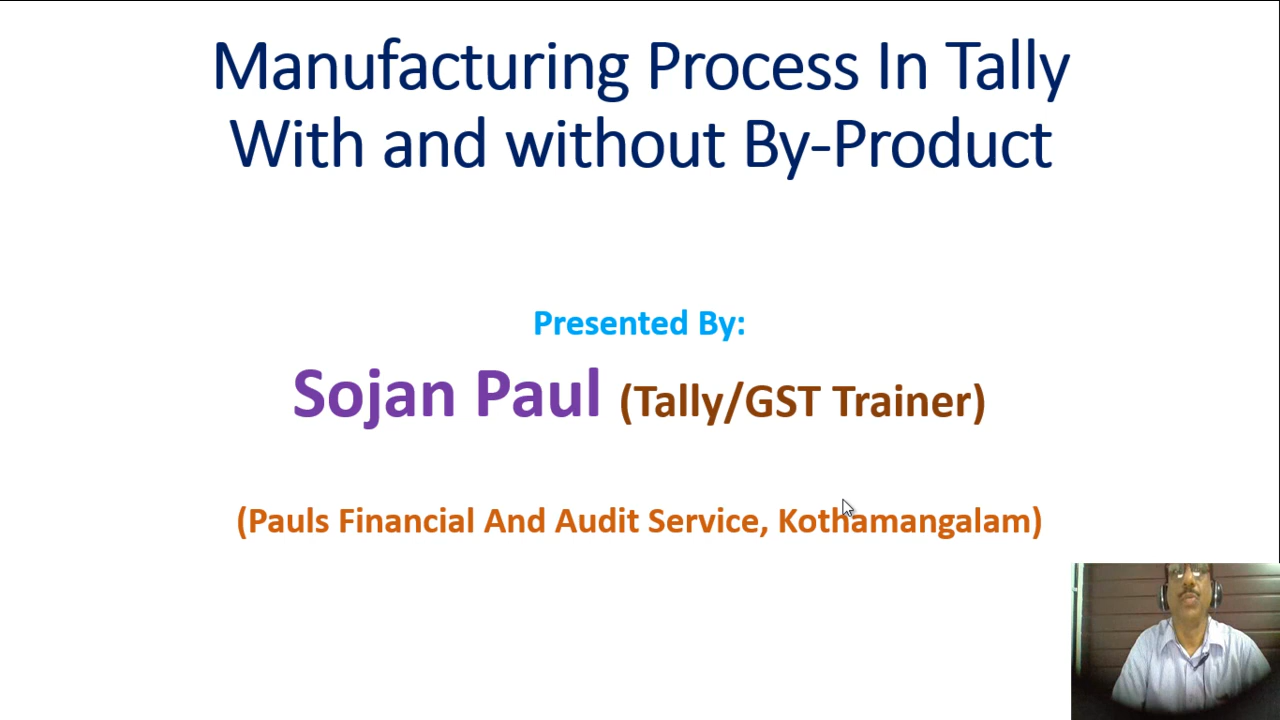 Manufacturing Process In Tally
With and without By-Product
Presented By:
Sojan Paul (Tally/GST Trainer)
(Pauls Financial And Audit Service, Kothamangalam)